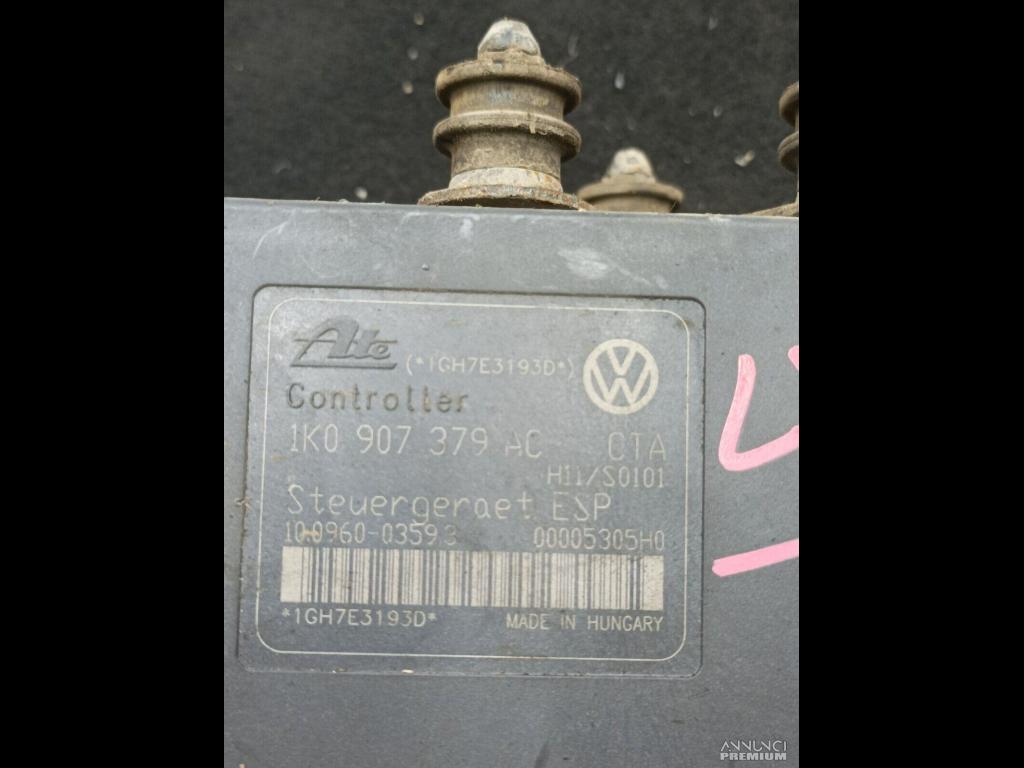 Ate (*1GH7E3193D*) VW
Controller
1K0 907 379 AC CTA
H11/S0101
Steuergeraet ESP
10.0960-0359.3 00005305H0
*1GH7E3193D* MADE IN HUNGARY
ANNUNCI
PREMIUM